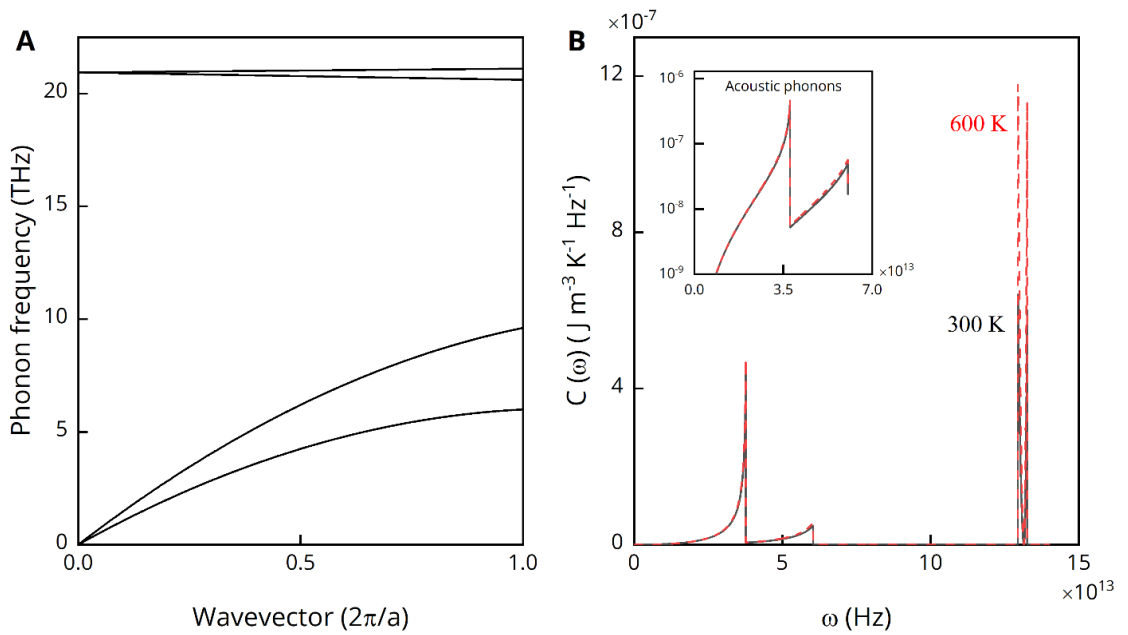 A
Phonon frequency (THz)
20
15
10
5
0
0.0
0.5
1.0
Wavevector (2π/a)
B
×10⁻⁷
C (ω) ( J m⁻³ K⁻¹ Hz⁻¹)
12
8
4
0
0
5
10
15
×10¹³
ω (Hz)
Acoustic phonons
10⁻⁶
10⁻⁷
10⁻⁸
10⁻⁹
0.0
3.5
7.0
×10¹³
600 K
300 K